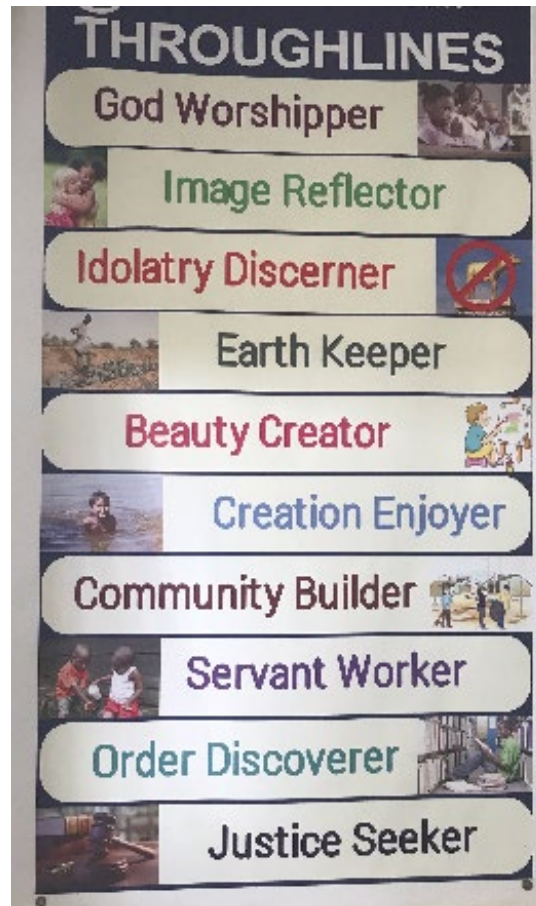 THROUGHLINES
God Worshipper
Image Reflector
Idolatry Discerner
Earth Keeper
Beauty Creator
Creation Enjoyer
Community Builder
Servant Worker
Order Discoverer
Justice Seeker